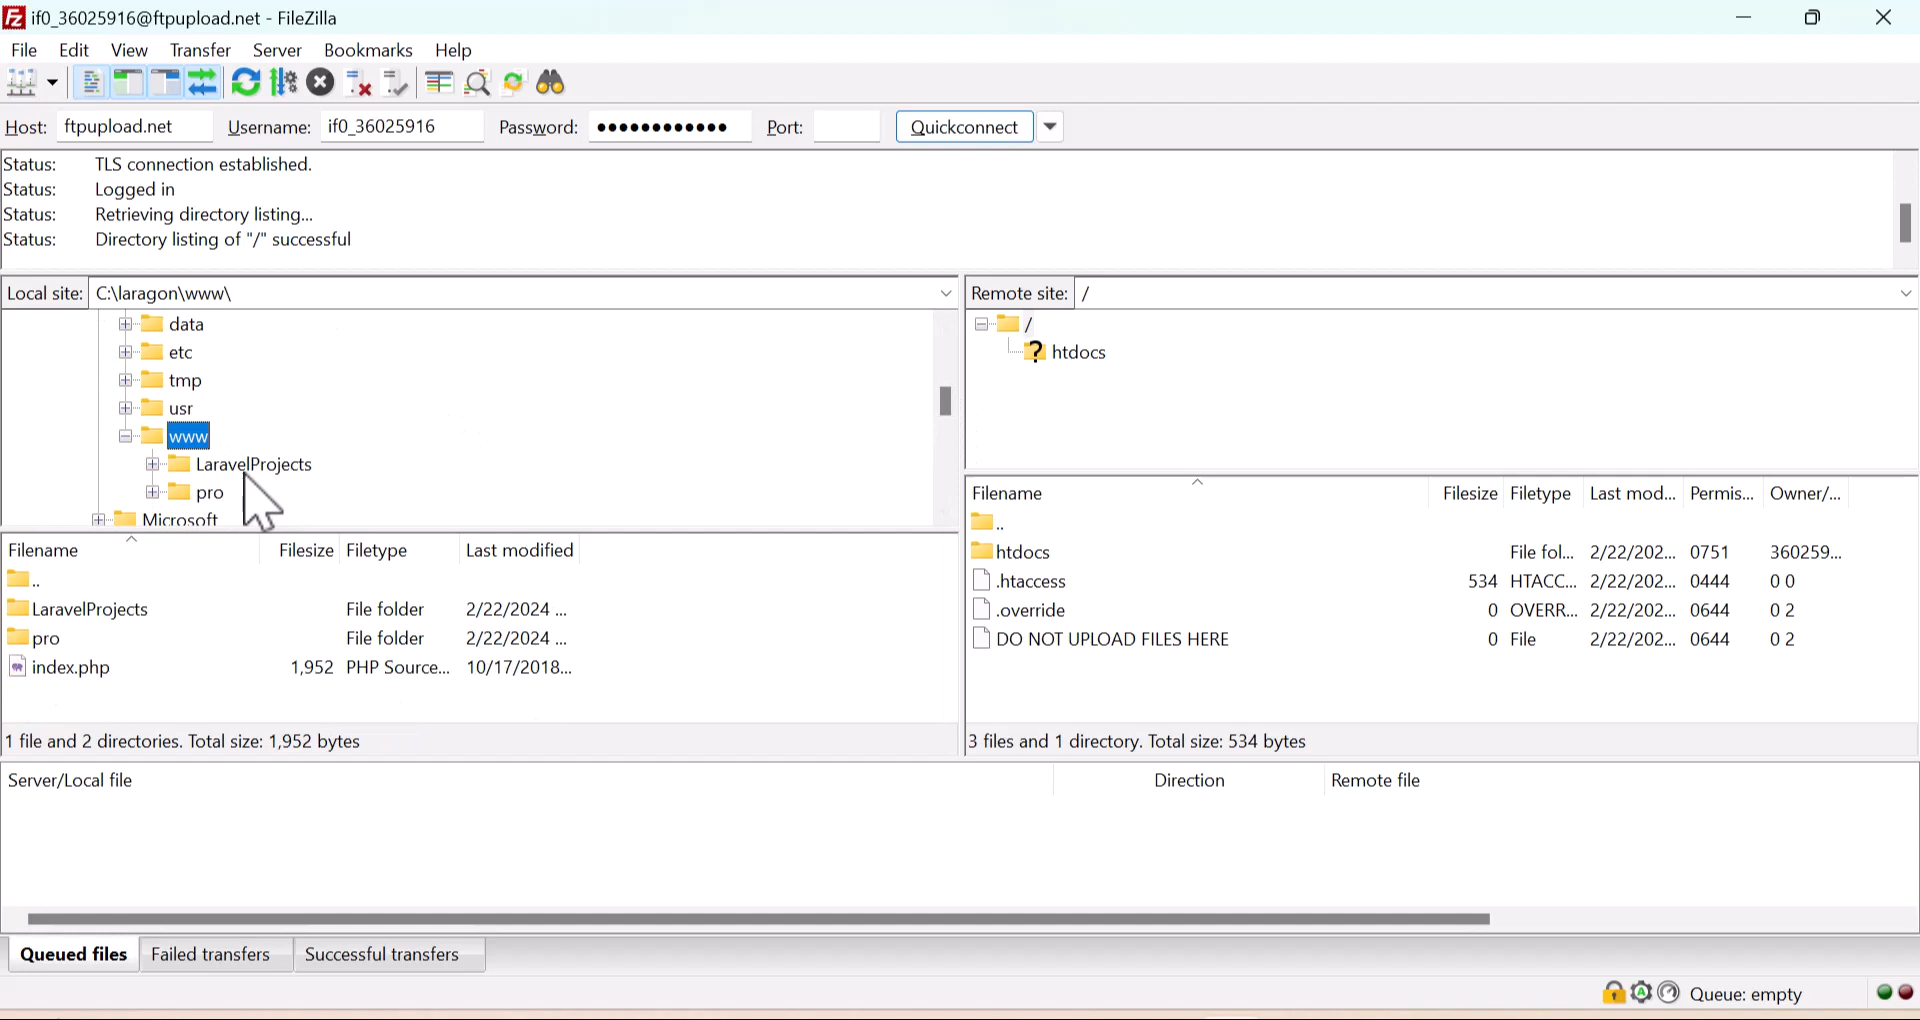 if0_36025916@ftpupload.net - FileZilla
File Edit View Transfer Server Bookmarks Help
Host: ftpupload.net Username: if0_36025916 Password: ●●●●●●●●●●●● Port: Quickconnect
Status: TLS connection established.
Status: Logged in
Status: Retrieving directory listing...
Status: Directory listing of "/" successful
Local site: C:\laragon\www\
data
etc
tmp
usr
www
LaravelProjects
pro
Microsoft
Remote site: /
/
? htdocs
Filename Filesize Filetype Last modified
..
LaravelProjects File folder 2/22/2024 ...
pro File folder 2/22/2024 ...
index.php 1,952 PHP Source... 10/17/2018...
1 file and 2 directories. Total size: 1,952 bytes
Filename Filesize Filetype Last mod... Permis... Owner/...
..
htdocs File fol... 2/22/202... 0751 360259...
.htaccess 534 HTACC... 2/22/202... 0444 0 0
.override 0 OVERR... 2/22/202... 0644 0 2
DO NOT UPLOAD FILES HERE 0 File 2/22/202... 0644 0 2
3 files and 1 directory. Total size: 534 bytes
Server/Local file Direction Remote file
Queued files Failed transfers Successful transfers
Queue: empty